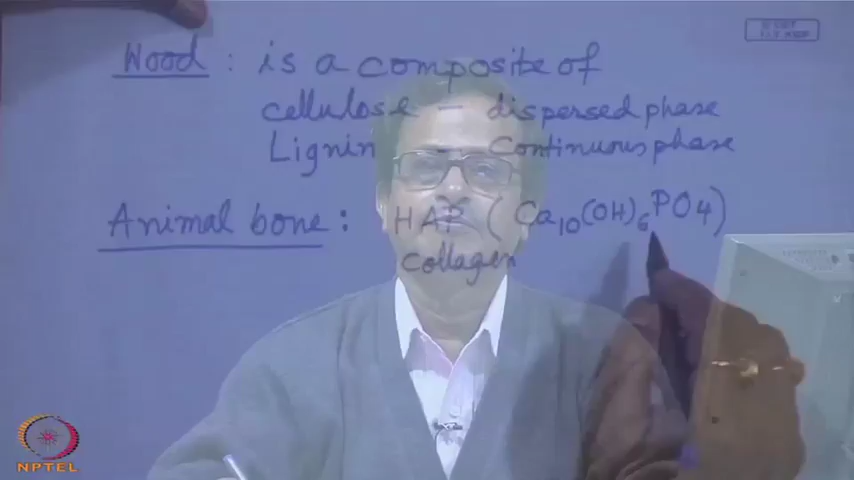 Wood : is a composite of
cellulose – dispersed phase
Lignin – Continuous phase
Animal bone : HAP ( Ca10(OH)6PO4)
Collagen
NPTEL